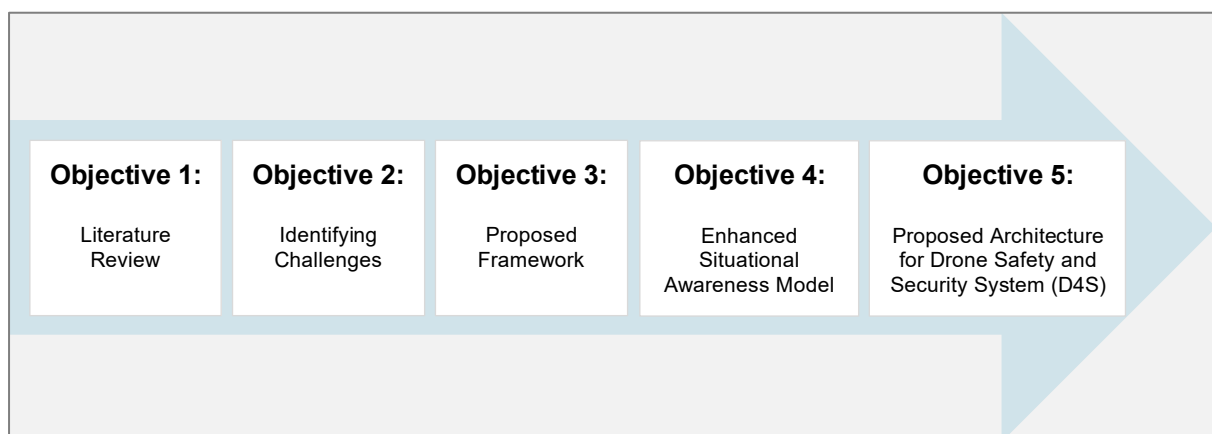 Objective 1:
Literature
Review
Objective 2:
Identifying
Challenges
Objective 3:
Proposed
Framework
Objective 4:
Enhanced
Situational
Awareness Model
Objective 5:
Proposed Architecture
for Drone Safety and
Security System (D4S)